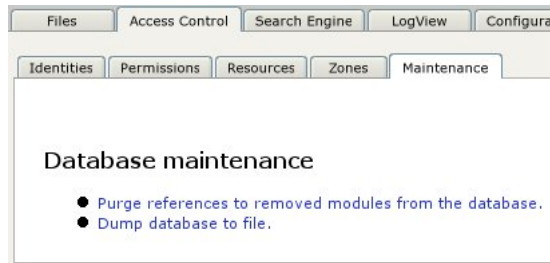 Files Access Control Search Engine LogView Configura
Identities Permissions Resources Zones Maintenance
Database maintenance
Purge references to removed modules from the database.
Dump database to file.